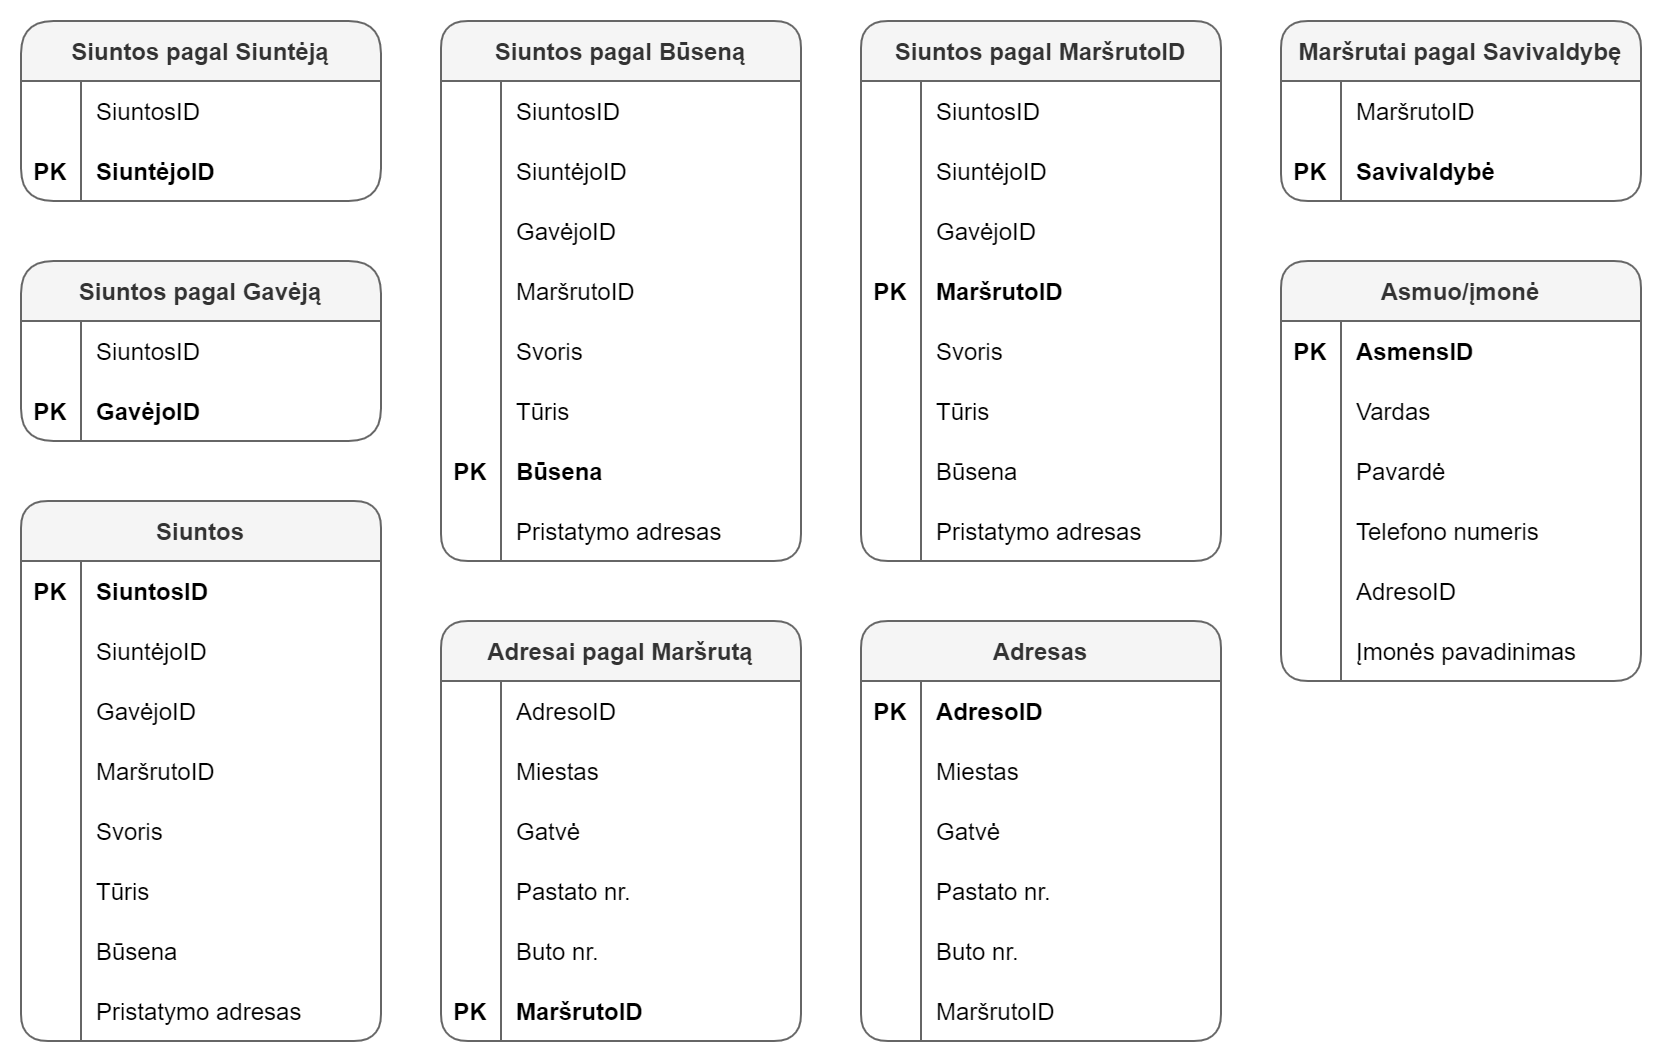 Siuntos pagal Siuntėją
SiuntosID
PK SiuntėjoID
Siuntos pagal Gavėją
SiuntosID
PK GavėjoID
Siuntos
PK SiuntosID
SiuntėjoID
GavėjoID
MaršrutoID
Svoris
Tūris
Būsena
Pristatymo adresas
Siuntos pagal Būseną
SiuntosID
SiuntėjoID
GavėjoID
MaršrutoID
Svoris
Tūris
PK Būsena
Pristatymo adresas
Adresai pagal Maršrutą
AdresoID
Miestas
Gatvė
Pastato nr.
Buto nr.
PK MaršrutoID
Siuntos pagal MaršrutoID
SiuntosID
SiuntėjoID
GavėjoID
PK MaršrutoID
Svoris
Tūris
Būsena
Pristatymo adresas
Adresas
PK AdresoID
Miestas
Gatvė
Pastato nr.
Buto nr.
MaršrutoID
Maršrutai pagal Savivaldybę
MaršrutoID
PK Savivaldybė
Asmuo/įmonė
PK AsmensID
Vardas
Pavardė
Telefono numeris
AdresoID
Įmonės pavadinimas